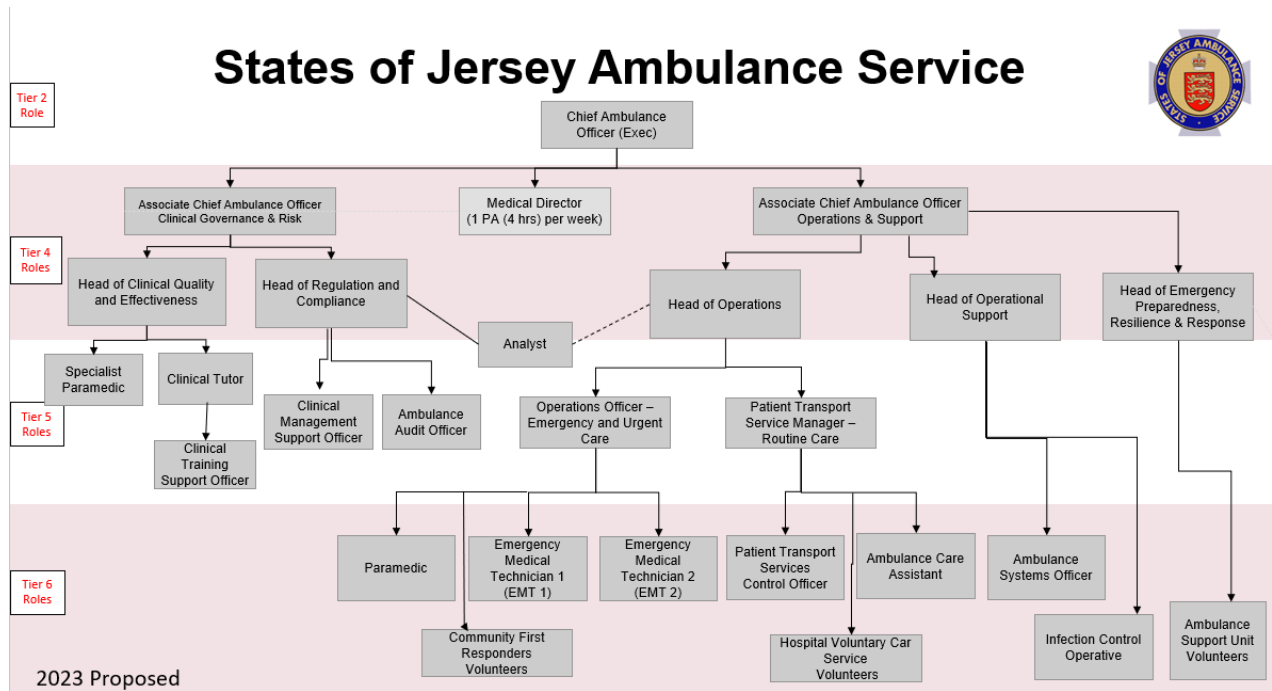 States of Jersey Ambulance Service
STATES OF JERSEY AMBULANCE SERVICE
Tier 2
Role
Chief Ambulance
Officer (Exec)
Associate Chief Ambulance Officer
Clinical Governance & Risk
Medical Director
(1 PA (4 hrs) per week)
Associate Chief Ambulance Officer
Operations & Support
Tier 4
Roles
Head of Clinical Quality
and Effectiveness
Head of Regulation and
Compliance
Head of Operations
Head of Operational
Support
Head of Emergency
Preparedness,
Resilience & Response
Analyst
Specialist
Paramedic
Clinical Tutor
Tier 5
Roles
Clinical
Management
Support Officer
Ambulance
Audit Officer
Operations Officer –
Emergency and Urgent
Care
Patient Transport
Service Manager –
Routine Care
Clinical
Training
Support Officer
Tier 6
Roles
Paramedic
Emergency
Medical
Technician 1
(EMT 1)
Emergency
Medical
Technician 2
(EMT 2)
Patient Transport
Services
Control Officer
Ambulance Care
Assistant
Ambulance
Systems Officer
Community First
Responders
Volunteers
Hospital Voluntary Car
Service
Volunteers
Infection Control
Operative
Ambulance
Support Unit
Volunteers
2023 Proposed